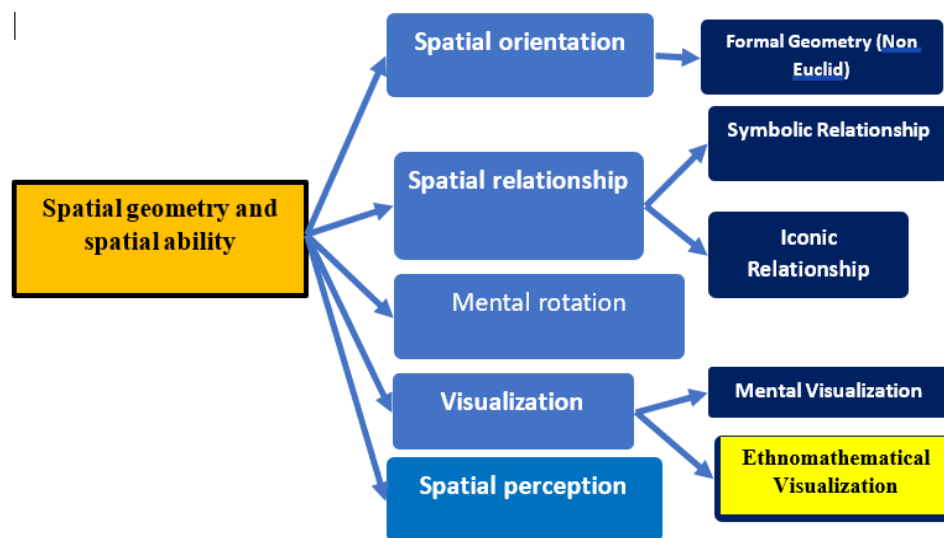 Spatial orientation
Formal Geometry (Non
Euclid)
Symbolic Relationship
Spatial relationship
Spatial geometry and
spatial ability
Iconic
Relationship
Mental rotation
Visualization
Mental Visualization
Ethnomathematical
Visualization
Spatial perception